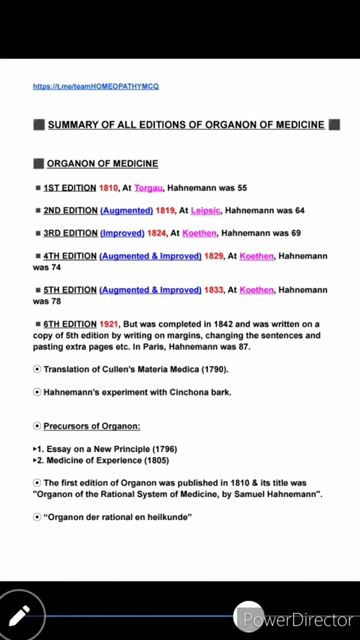 https://t.me/teamHOMEOPATHYMCQ
⬛ SUMMARY OF ALL EDITIONS OF ORGANON OF MEDICINE ⬛
⬛ ORGANON OF MEDICINE
◾1ST EDITION 1810, At Torgau, Hahnemann was 55
◾2ND EDITION (Augmented) 1819, At Leipsic, Hahnemann was 64
◾3RD EDITION (Improved) 1824, At Koethen, Hahnemann was 69
◾4TH EDITION (Augmented & Improved) 1829, At Koethen, Hahnemann
was 74
◾5TH EDITION (Augmented & Improved) 1833, at Koethen, Hahnemann
was 78
◾6TH EDITION 1921, But was completed in 1842 and was written on a
copy of 5th edition by writing on margins, changing the sentences and
pasting extra pages etc. In Paris, Hahnemann was 87.
⦿ Translation of Cullen's Materia Medica (1790).
⦿ Hahnemann's experiment with Cinchona bark.
⦿ Precursors of Organon:
▸1. Essay on a New Principle (1796)
▸2. Medicine of Experience (1805)
⦿ The first edition of Organon was published in 1810 & its title was
"Organon of the Rational System of Medicine, by Samuel Hahnemann".
⦿ "Organon der rational en heilkunde"
PowerDirector